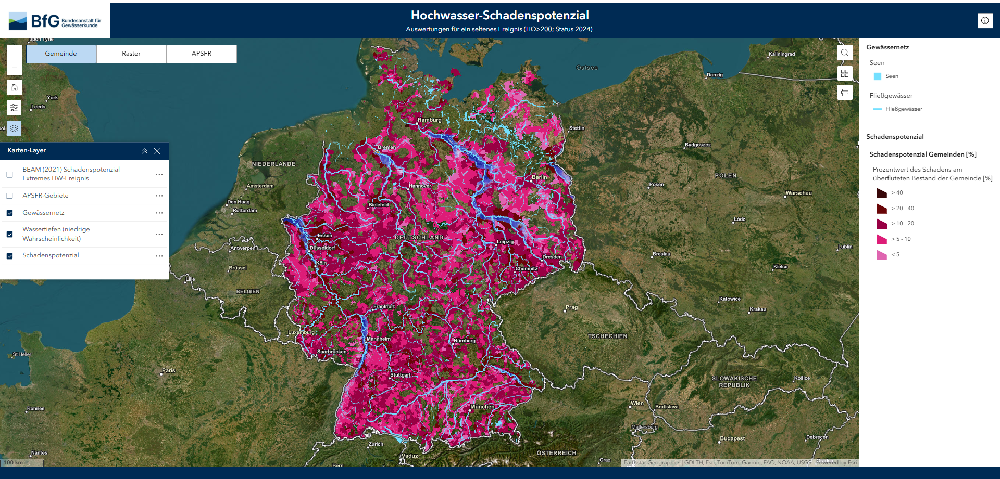 BfG Bundesanstalt für
Gewässerkunde
Hochwasser-Schadenspotenzial
Auswertungen für ein seltenes Ereignis (HQ>200; Status 2024)
Gemeinde
Raster
APSFR
Karten-Layer
BEAM (2021) Schadenspotenzial
Extremes HW-Ereignis
APSFR-Gebiete
Gewässernetz
Wassertiefen (niedrige
Wahrscheinlichkeit)
Schadenspotenzial
upon Tyne
York
Leeds
Ostsee
Kaliningrad
Danzig
Hamburg
Stettin
Bremen
Bydgoszcz
NIEDERLANDE
Berlin
POLEN
Amsterdam
Hannover
Posen
Warschau
Den Haag
Bielefeld
Rotterdam
Łódź
Essen
DEUTSCHLAND
Leipzig
Antwerpen
Düsseldorf
Lublin
Dresden
Breslau
Köln
Brüssel
Chemnitz
Kielce
Lille
BELGIEN
Katowice
Frankfurt
Prag
Krakau
Luxemburg
TSCHECHIEN
Mannheim
Nürnberg
Saarbrücken
St Helier
Paris
Stuttgart
SLOWAKISCHE
REPUBLIK
Košice
Wien
München
Bratislava
Rennes
Mattersburg
Budapest
Debrecen
Zurich
Nantes
Vaduz
ÖSTERREICH
Graz
Bern
100 km
Earthstar Geographics | GDI-TH, Esri, TomTom, Garmin, FAO, NOAA, USGS
Powered by Esri
Gewässernetz
Seen
Seen
Fließgewässer
Fließgewässer
Schadenspotenzial
Schadenspotenzial Gemeinden [%]
Prozentwert des Schadens am
überfluteten Bestand der Gemeinde [%]
> 40
> 20 - 40
> 10 - 20
> 5 - 10
< 5